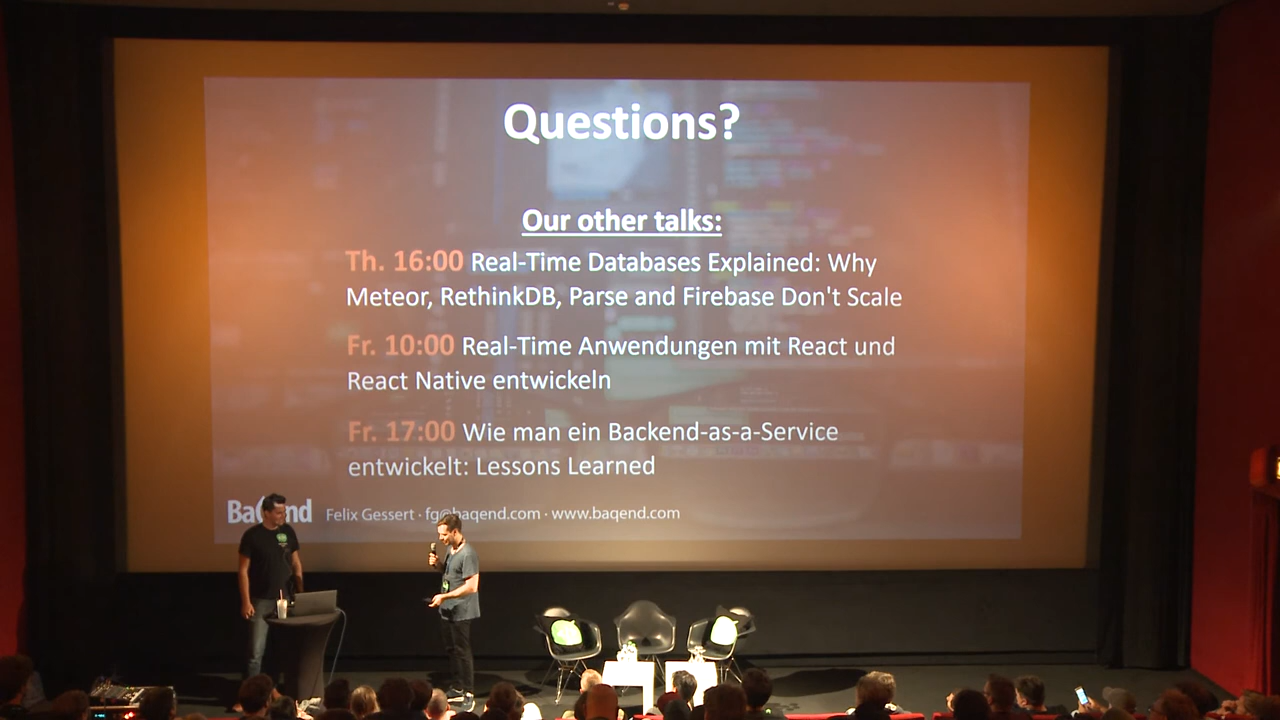 Questions?
Our other talks:
Th. 16:00 Real-Time Databases Explained: Why
Meteor, RethinkDB, Parse and Firebase Don't Scale
Fr. 10:00 Real-Time Anwendungen mit React und
React Native entwickeln
Fr. 17:00 Wie man ein Backend-as-a-Service
entwickelt: Lessons Learned
Baqend Felix Gessert · fg@baqend.com · www.baqend.com